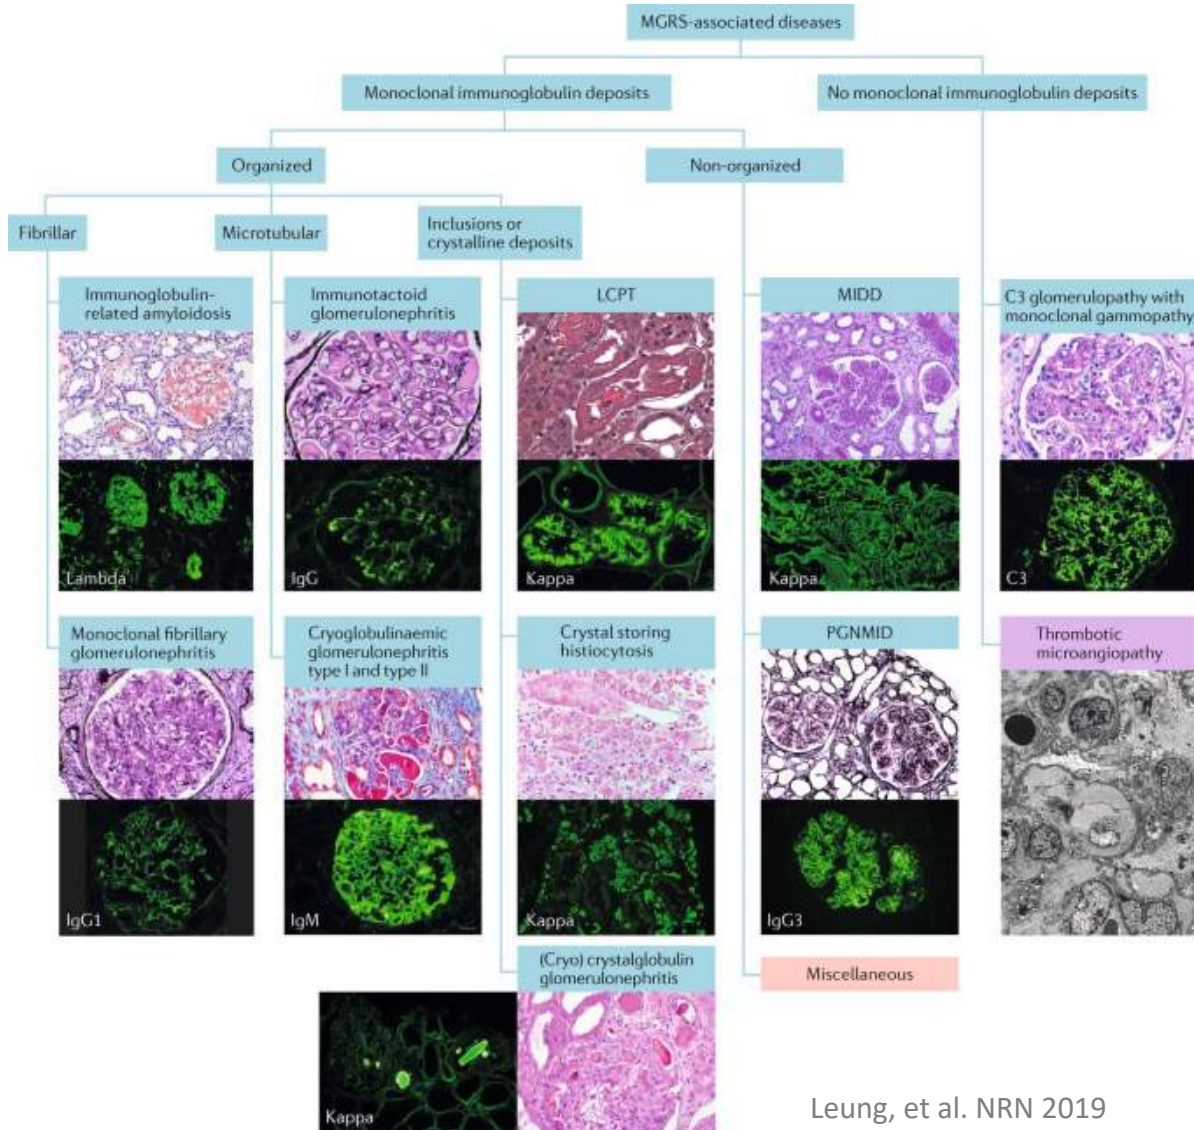 MGRS-associated diseases
Monoclonal immunoglobulin deposits
No monoclonal immunoglobulin deposits
Organized
Non-organized
Fibrillar
Microtubular
Inclusions or
crystalline deposits
Immunoglobulin-
related amyloidosis
Immunotactoid
glomerulonephritis
LCPT
MIDD
C3 glomerulopathy with
monoclonal gammopathy
Lambda
IgG
Kappa
Kappa
C3
Monoclonal fibrillary
glomerulonephritis
Cryoglobulinaemic
glomerulonephritis
type I and type II
Crystal storing
histiocytosis
PGNMID
Thrombotic
microangiopathy
IgG1
IgM
Kappa
IgG3
(Cryo) crystalglobulin
glomerulonephritis
Miscellaneous
Kappa
Leung, et al. NRN 2019